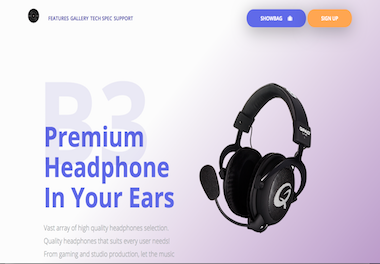 FEATURES GALLERY TECH SPEC SUPPORT
SHOWBAG
SIGN UP
B3
Premium
Headphone
In Your Ears
Vast array of high quality headphones selection.
Quality headphones that suits every user needs!
From gaming and studio production, let the music